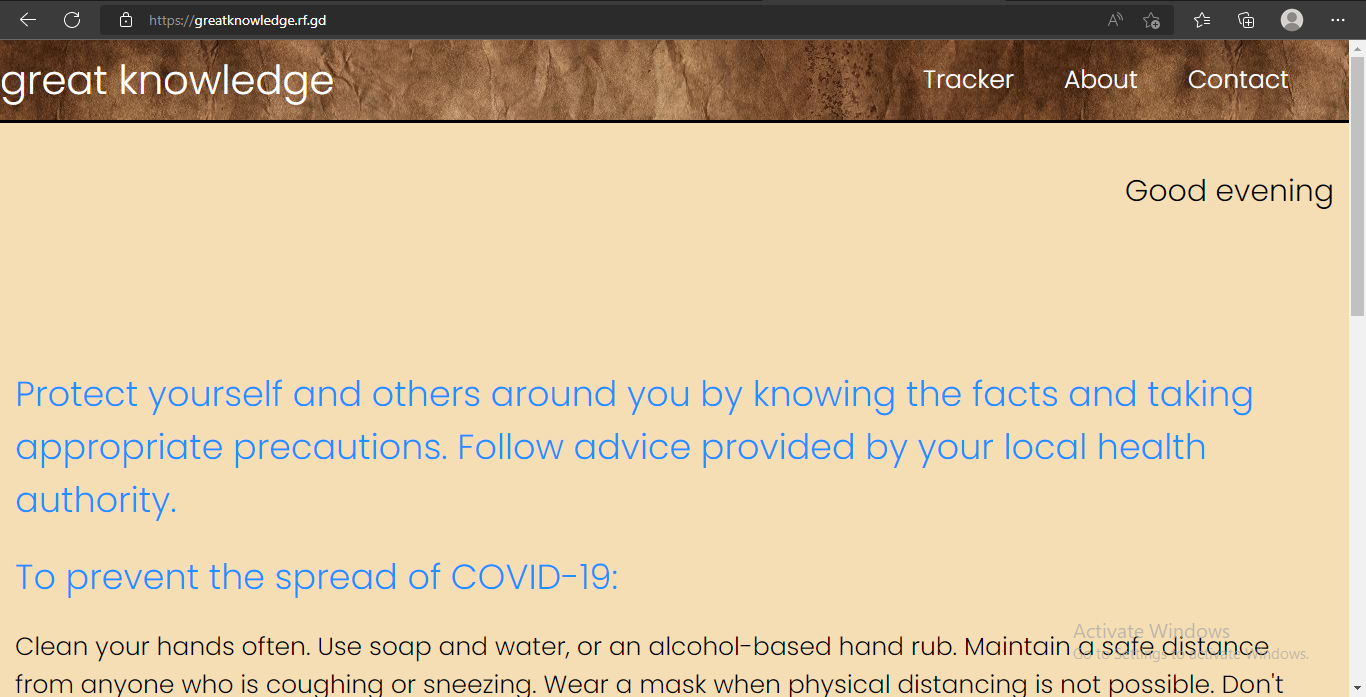 https://greatknowledge.rf.gd
great knowledge
Tracker About Contact
Good evening
Protect yourself and others around you by knowing the facts and taking
appropriate precautions. Follow advice provided by your local health
authority.
To prevent the spread of COVID-19:
Clean your hands often. Use soap and water, or an alcohol-based hand rub. Maintain a safe distance
from anyone who is coughing or sneezing. Wear a mask when physical distancing is not possible. Don't
Activate Windows
Go to Settings to activate Windows.